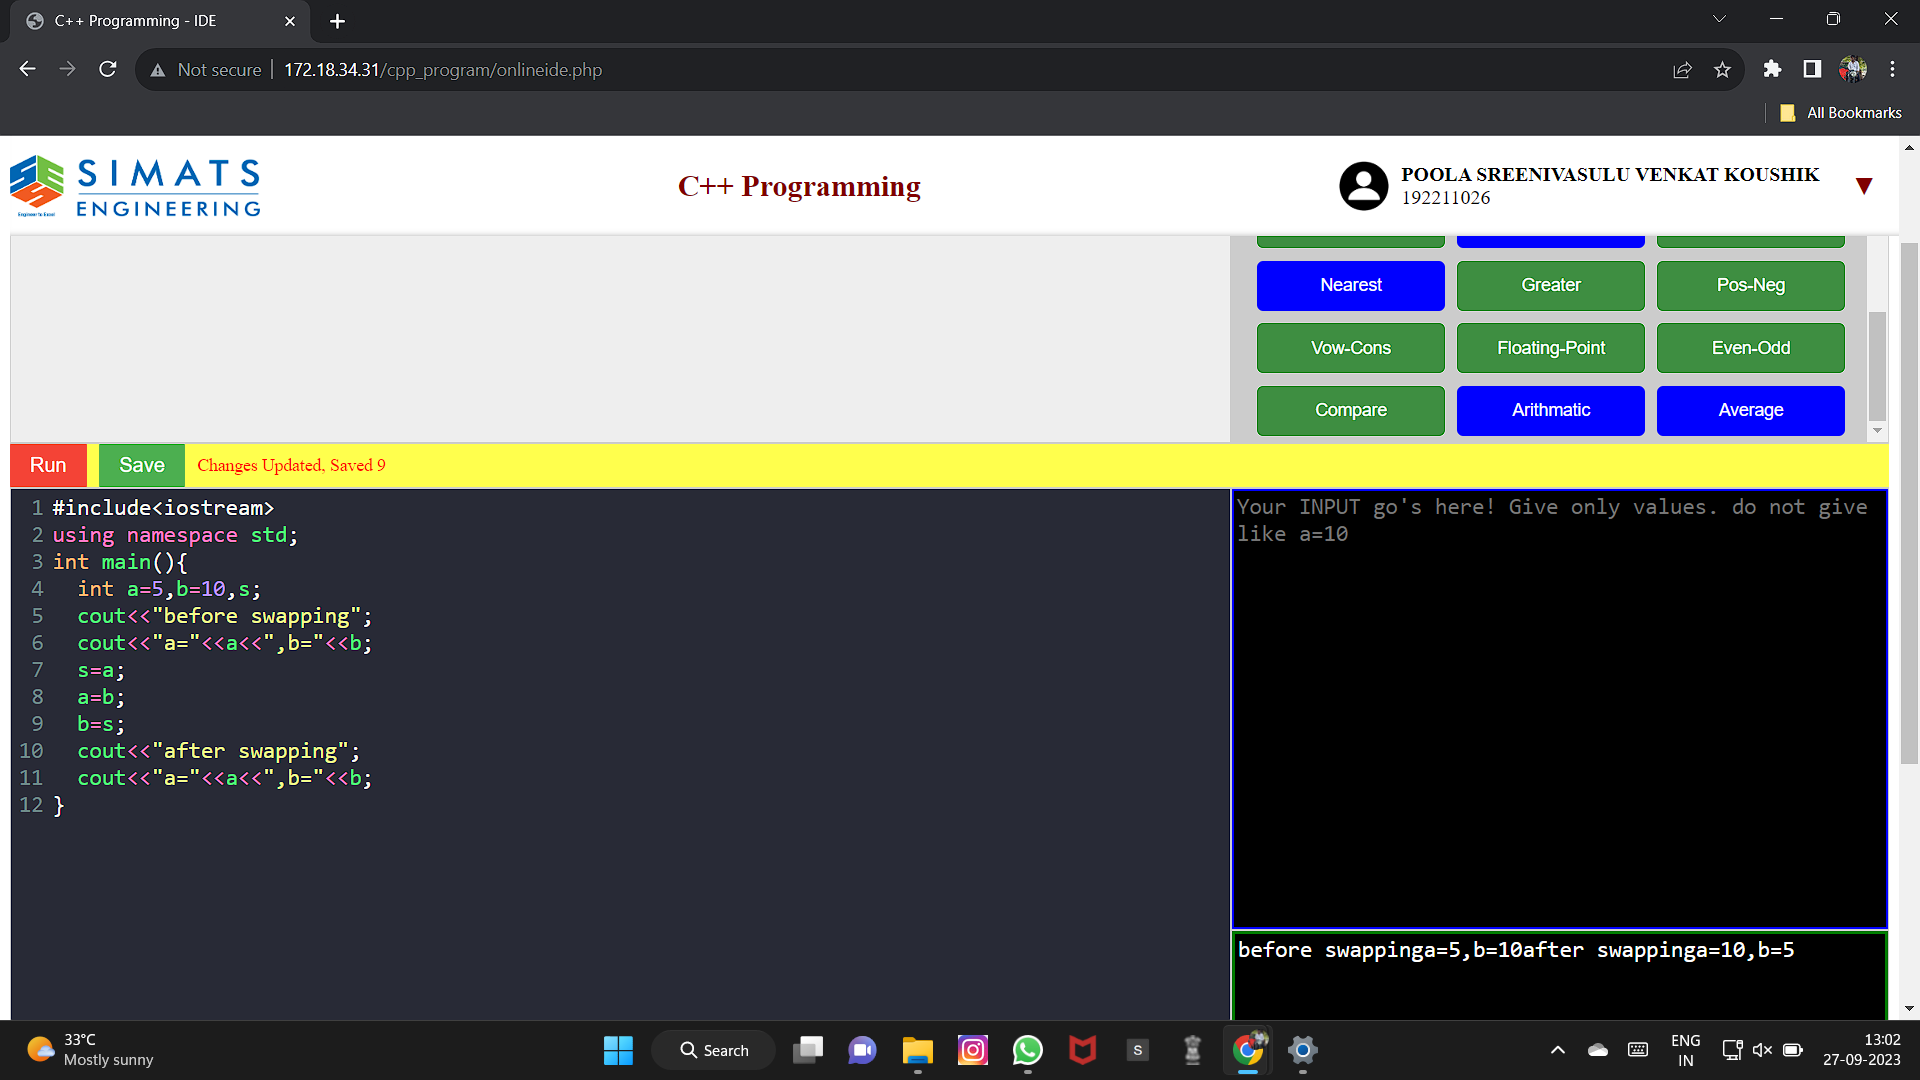 C++ Programming - IDE
Not secure
172.18.34.31/cpp_program/onlineide.php
All Bookmarks
SIMATS
ENGINEERING
Engineer to Excel
C++ Programming
POOLA SREENIVASULU VENKAT KOUSHIK
192211026
Nearest
Greater
Pos-Neg
Vow-Cons
Floating-Point
Even-Odd
Compare
Arithmatic
Average
Run
Save
Changes Updated, Saved 9
1 #include<iostream>
2 using namespace std;
3 int main(){
4 int a=5,b=10,s;
5 cout<<"before swapping";
6 cout<<"a="<<a<<",b="<<b;
7 s=a;
8 a=b;
9 b=s;
10 cout<<"after swapping";
11 cout<<"a="<<a<<",b="<<b;
12 }
Your INPUT go's here! Give only values. do not give
like a=10
before swappinga=5,b=10after swappinga=10,b=5
33°C
Mostly sunny
Search
S
ENG
IN
13:02
27-09-2023